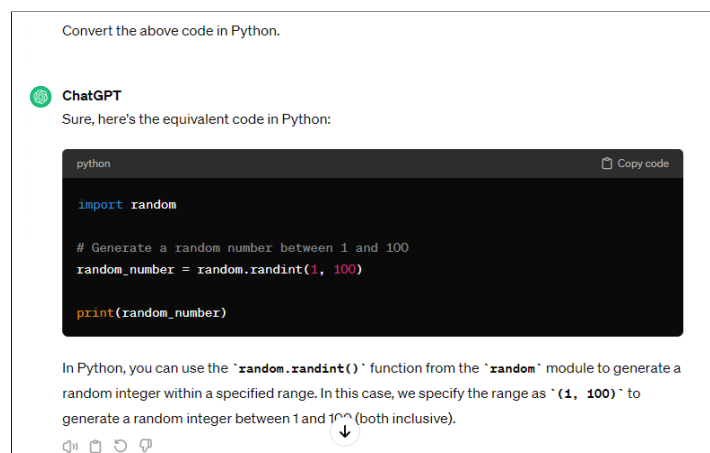 Convert the above code in Python.
ChatGPT
Sure, here's the equivalent code in Python:
python
Copy code
import random
# Generate a random number between 1 and 100
random_number = random.randint(1, 100)
print(random_number)
In Python, you can use the `random.randint()` function from the `random` module to generate a
random integer within a specified range. In this case, we specify the range as `(1, 100)` to
generate a random integer between 1 and 100 (both inclusive).